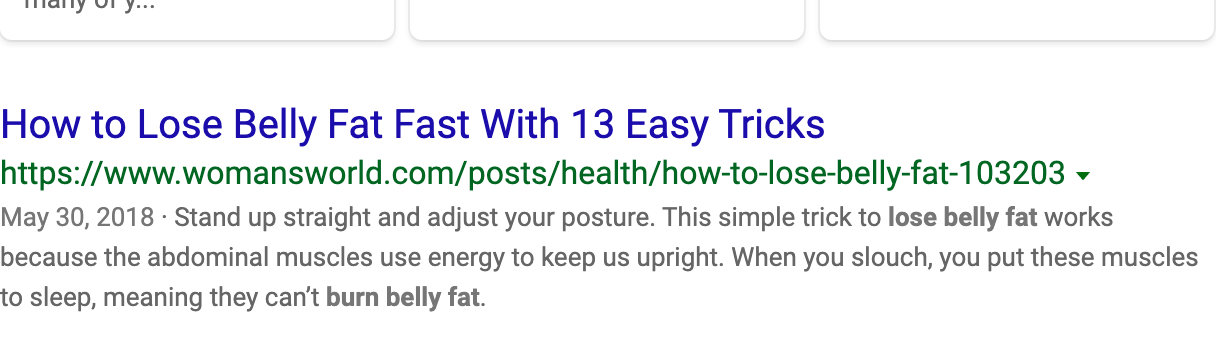 many of y...
How to Lose Belly Fat Fast With 13 Easy Tricks
https://www.womansworld.com/posts/health/how-to-lose-belly-fat-103203
May 30, 2018 · Stand up straight and adjust your posture. This simple trick to lose belly fat works
because the abdominal muscles use energy to keep us upright. When you slouch, you put these muscles
to sleep, meaning they can’t burn belly fat.